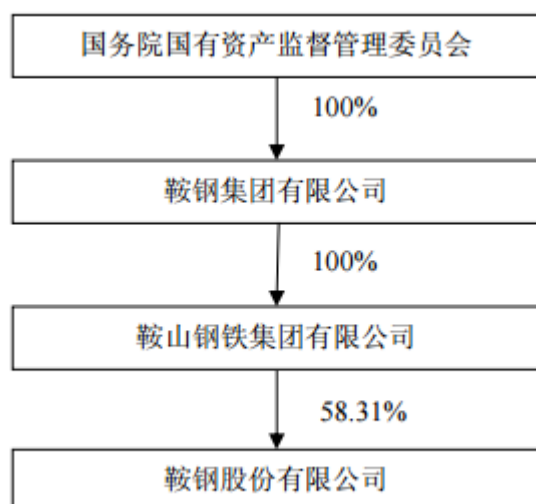 国务院国有资产监督管理委员会
100%
鞍钢集团有限公司
100%
鞍山钢铁集团有限公司
58.31%
鞍钢股份有限公司